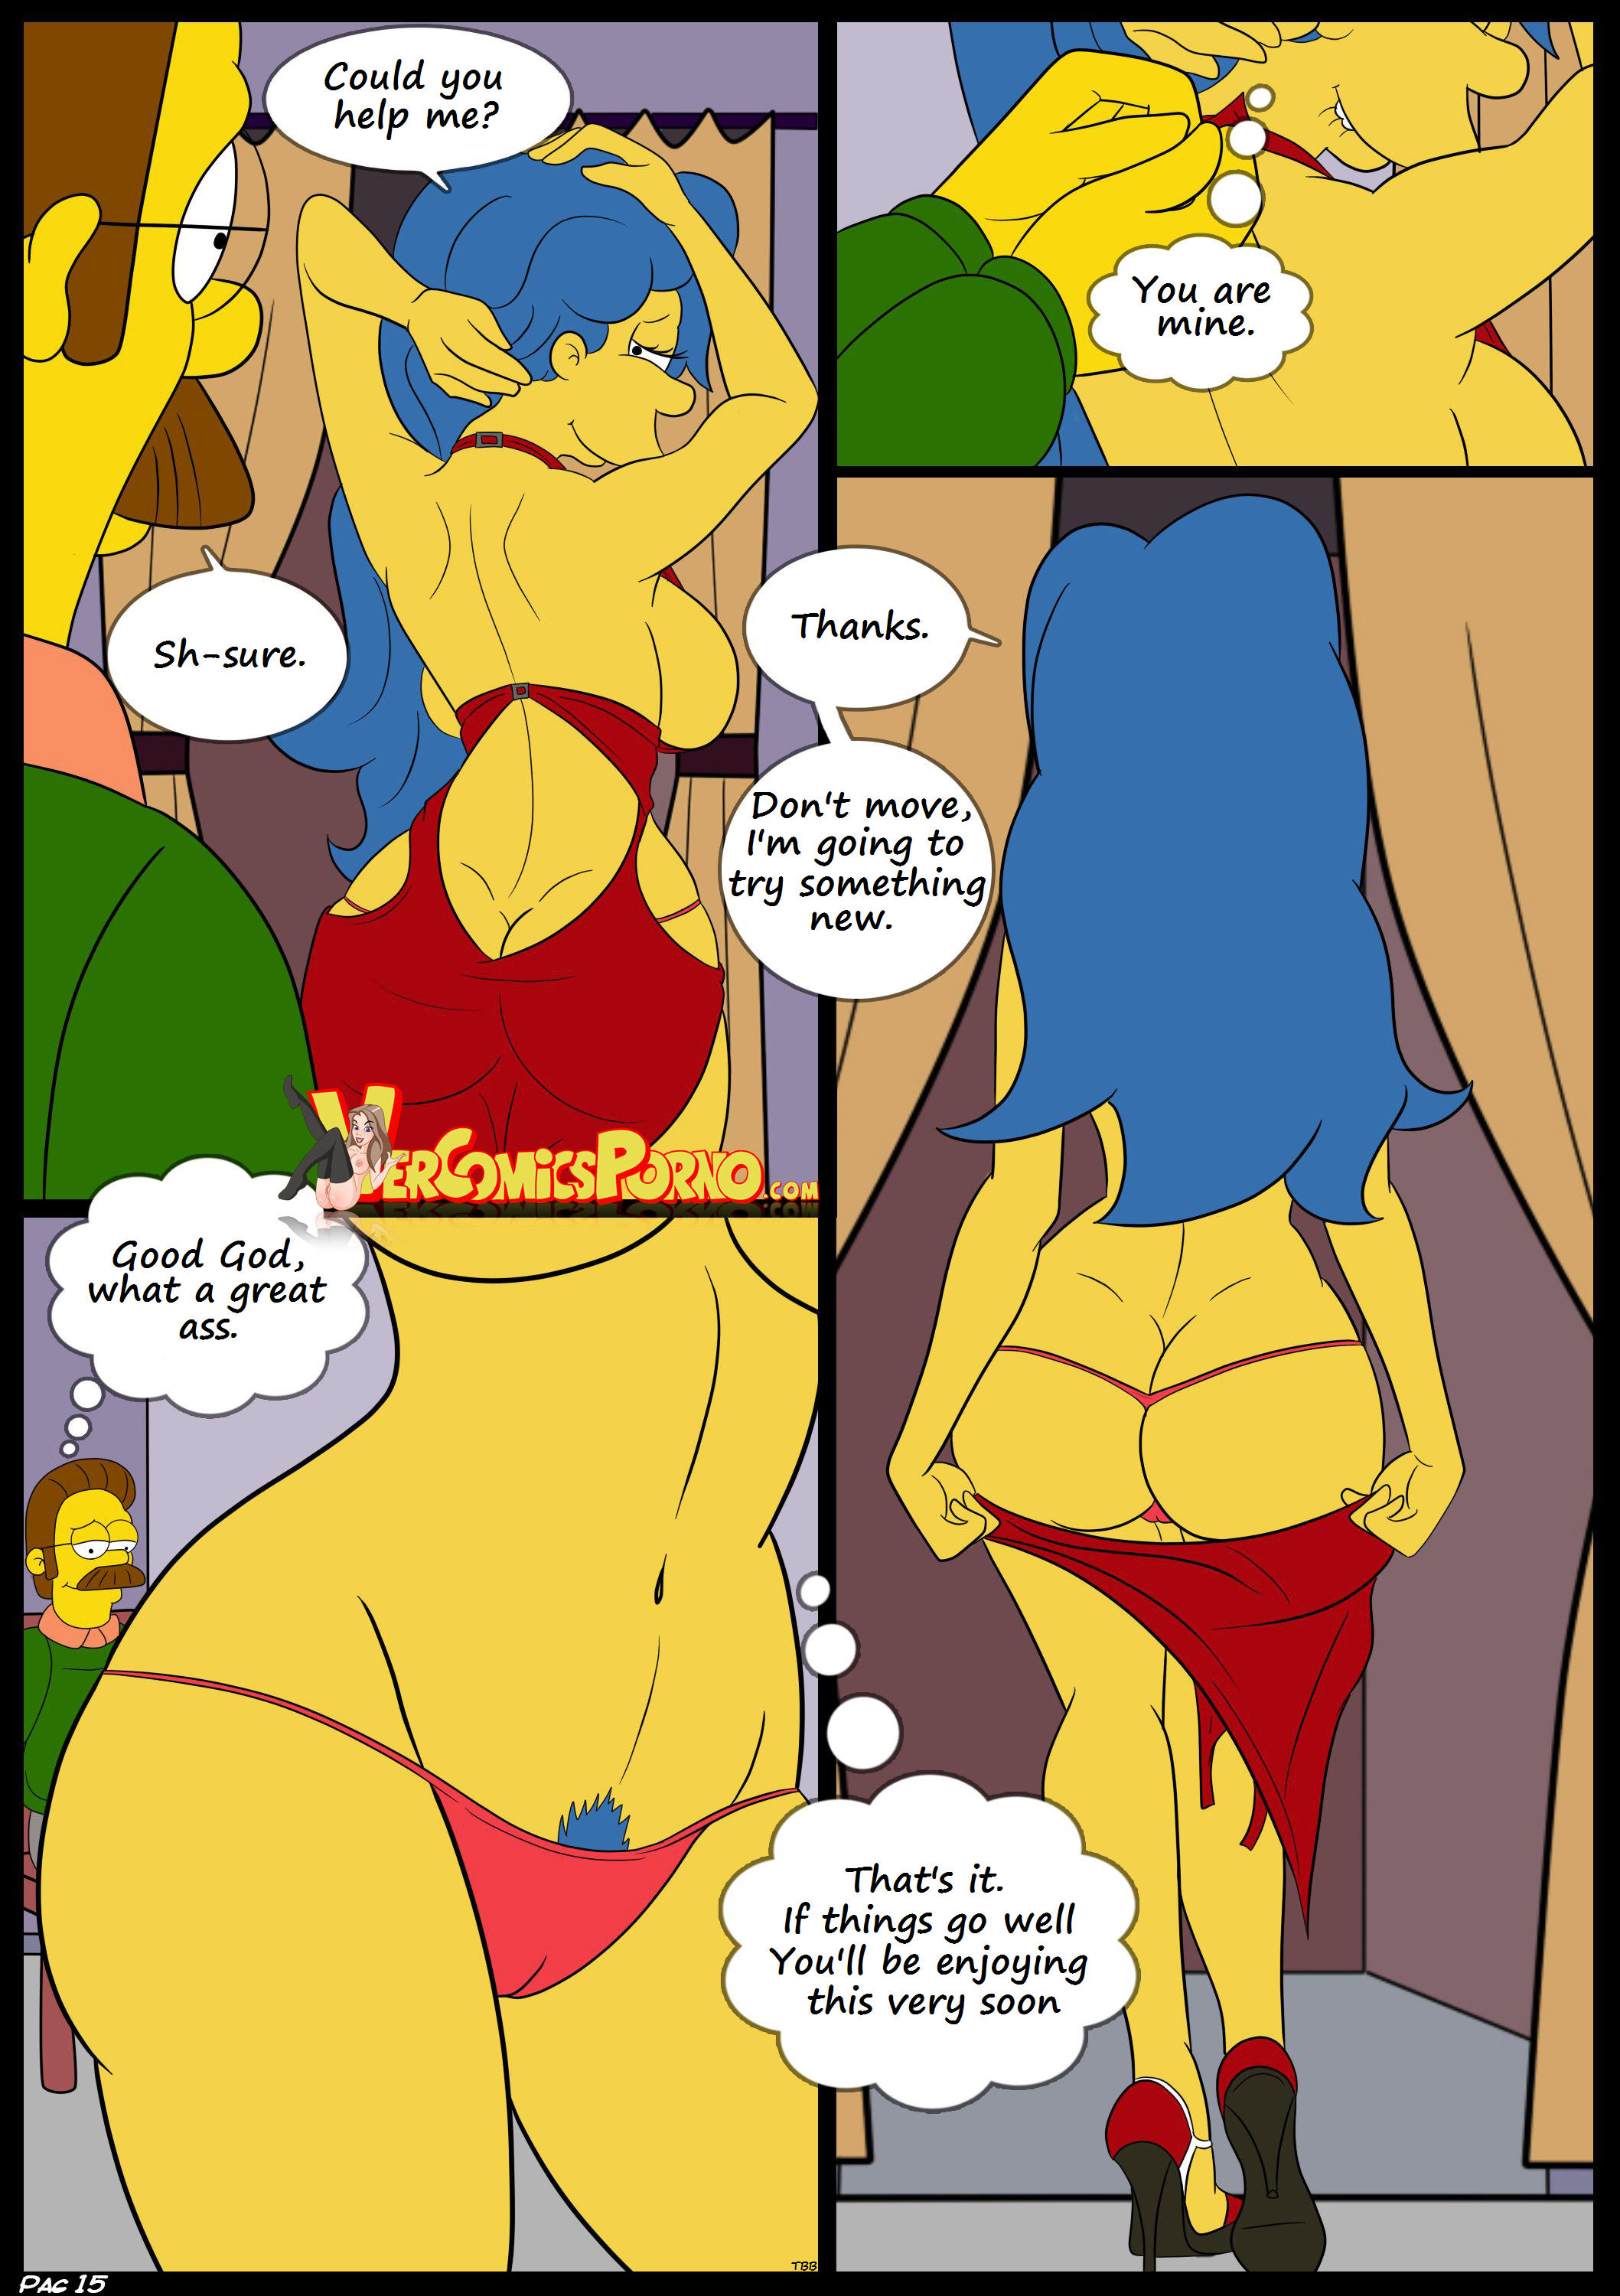 Could you
help me?
Sh-sure.
You are
mine.
Thanks.
Don't move,
I'm going to
try something
new.
VERCOMICSPORNO.COM
Good God,
what a great
ass.
That's it.
If things go well
You'll be enjoying
this very soon
TBB
PAG 15